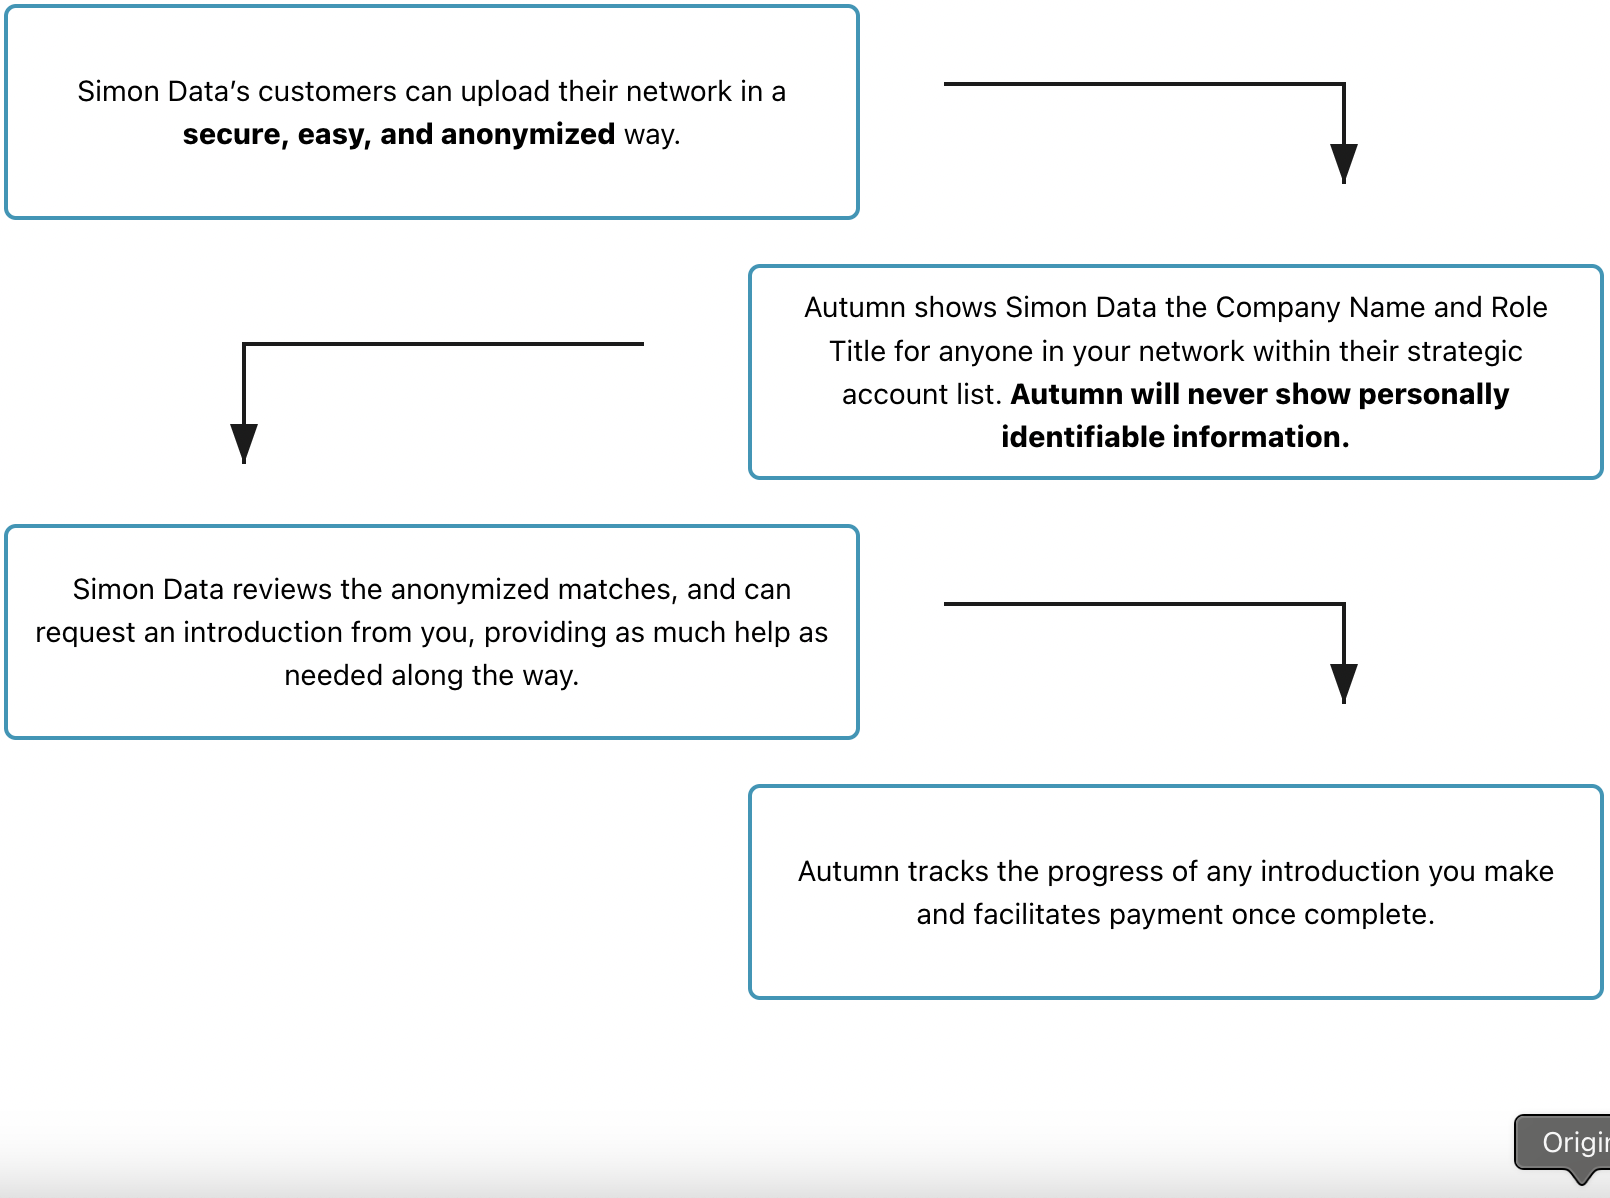 Simon Data’s customers can upload their network in a
secure, easy, and anonymized way.
Autumn shows Simon Data the Company Name and Role
Title for anyone in your network within their strategic
account list. Autumn will never show personally
identifiable information.
Simon Data reviews the anonymized matches, and can
request an introduction from you, providing as much help as
needed along the way.
Autumn tracks the progress of any introduction you make
and facilitates payment once complete.